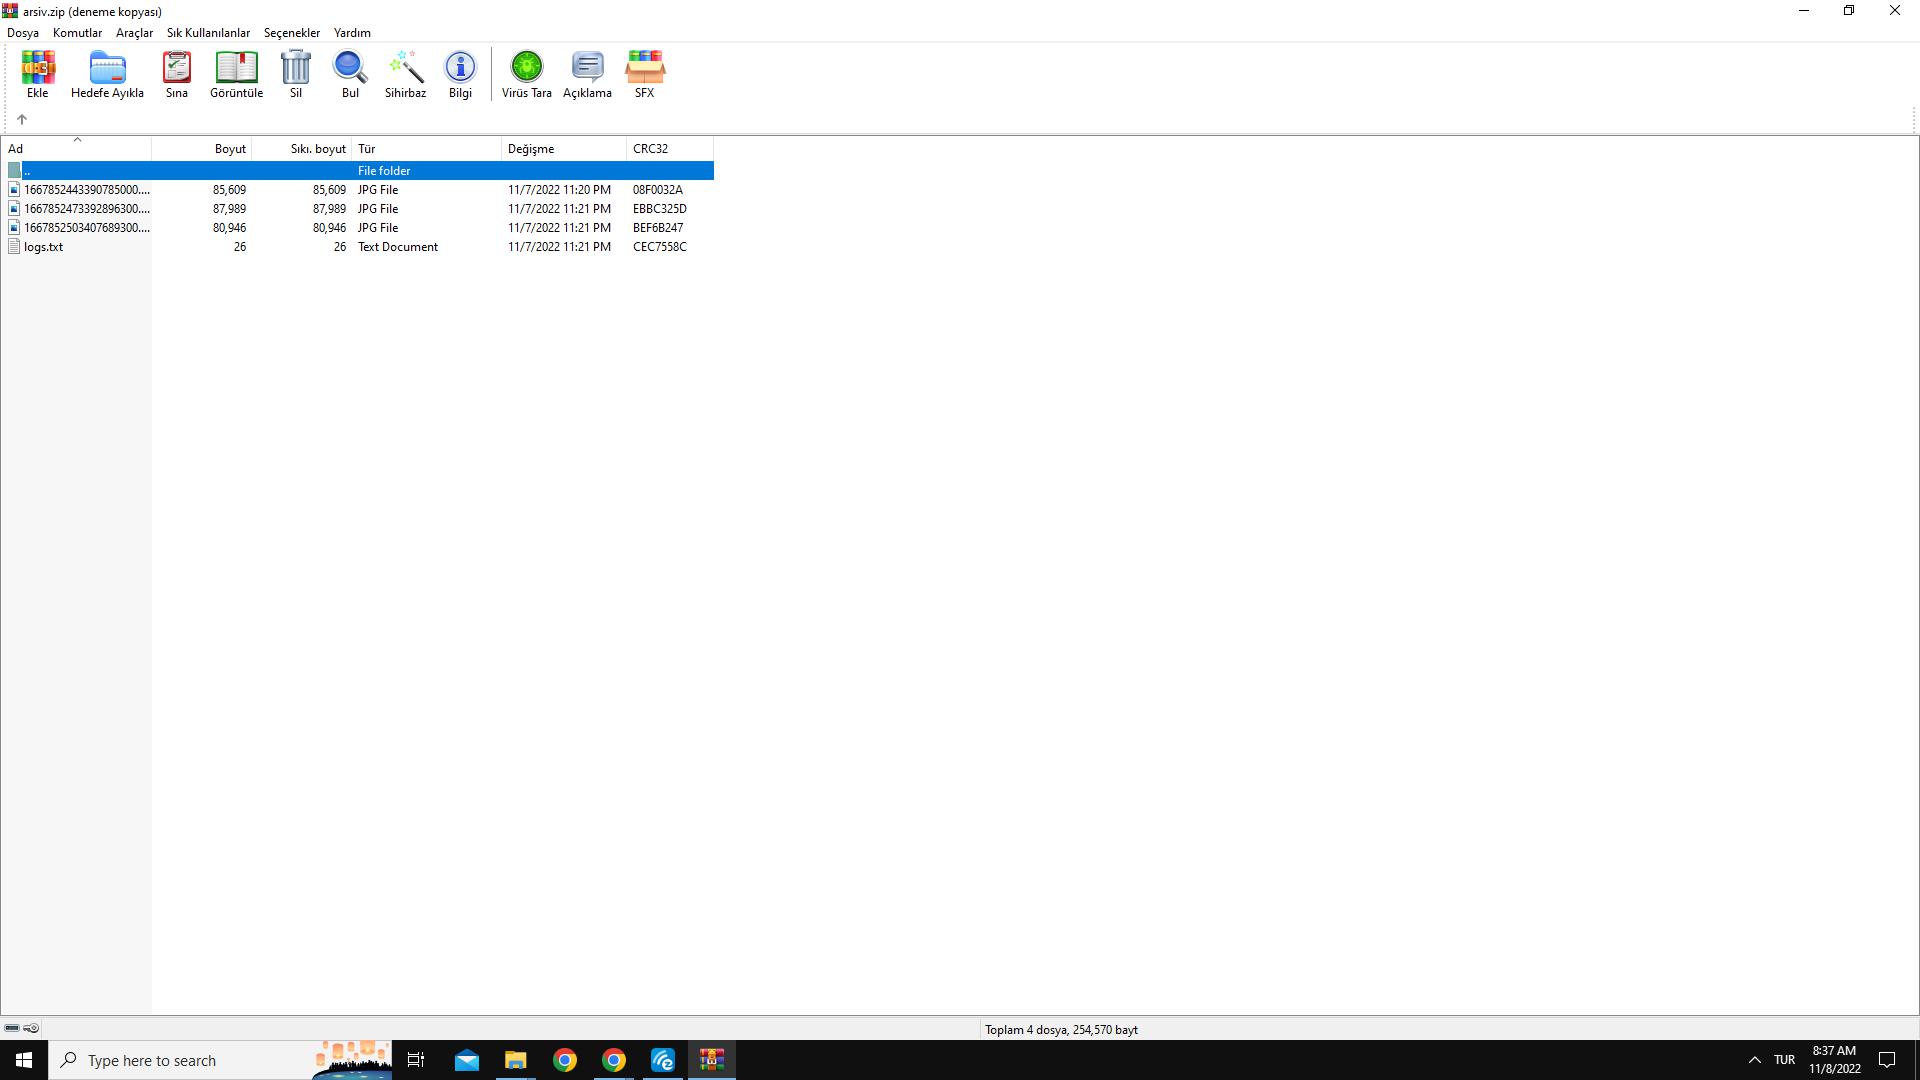 arsiv.zip (deneme kopyası)
Dosya Komutlar Araçlar Sık Kullanılanlar Seçenekler Yardım
Ekle Hedefe Ayıkla Sına Görüntüle Sil Bul Sihirbaz Bilgi Virüs Tara Açıklama SFX
Ad Boyut Sıkı. boyut Tür Değişme CRC32
.. File folder
1667852443390785000.... 85,609 85,609 JPG File 11/7/2022 11:20 PM 08F0032A
1667852473392896300.... 87,989 87,989 JPG File 11/7/2022 11:21 PM EBBC325D
1667852503407689300.... 80,946 80,946 JPG File 11/7/2022 11:21 PM BEF6B247
logs.txt 26 26 Text Document 11/7/2022 11:21 PM CEC7558C
Toplam 4 dosya, 254,570 bayt
Type here to search TUR 8:37 AM
11/8/2022